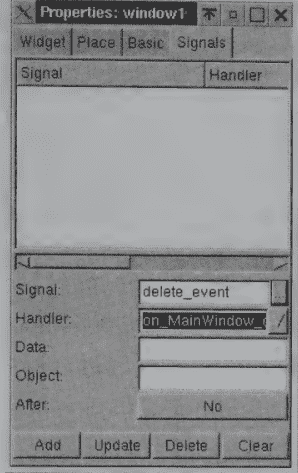 Properties: window1
Widget Place Basic Signals
Signal Handler
Signal: delete_event
Handler: on_MainWindow_
Data:
Object:
After: No
Add Update Delete Clear